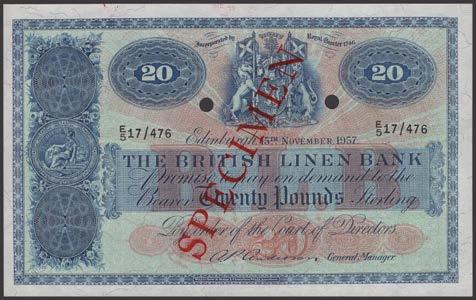 Incorporated by Royal Charter 1746
20 20
E/5 17/476 E/5 17/476
Edinburgh, 15TH NOVEMBER, 1957.
THE BRITISH LINEN BANK
Promise to pay on demand to the
Bearer Twenty Pounds Sterling
By order of the Court of Directors
General Manager
SPECIMEN